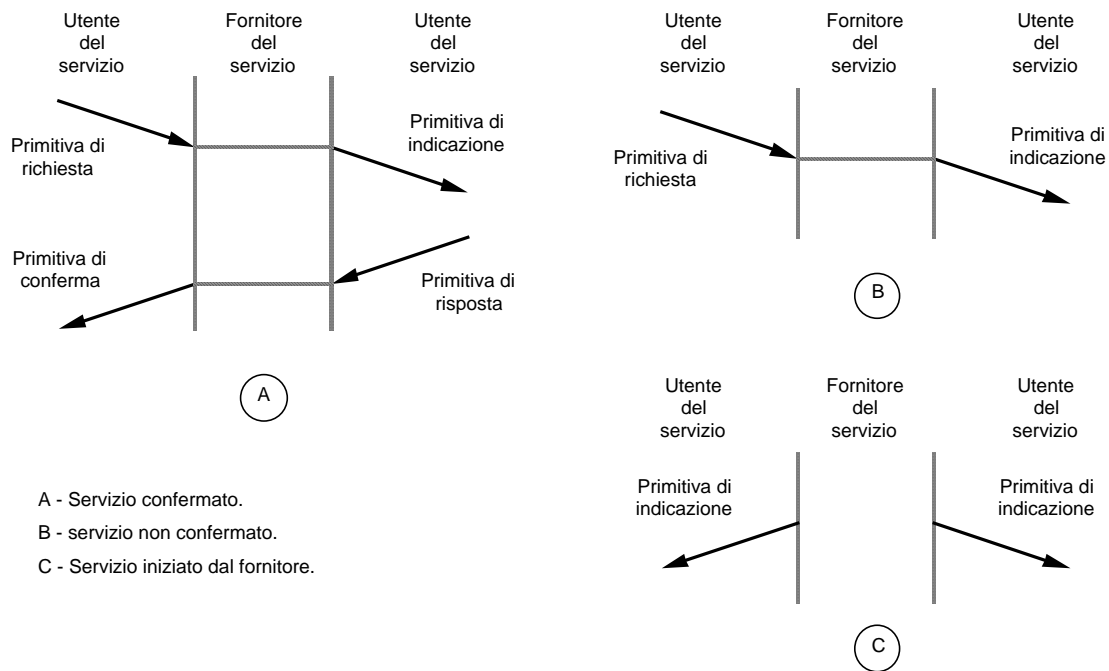 Utente
del
servizio
Fornitore
del
servizio
Utente
del
servizio
Primitiva di
richiesta
Primitiva di
indicazione
Primitiva di
conferma
Primitiva di
risposta
A
Utente
del
servizio
Fornitore
del
servizio
Utente
del
servizio
Primitiva di
richiesta
Primitiva di
indicazione
B
Utente
del
servizio
Fornitore
del
servizio
Utente
del
servizio
Primitiva di
indicazione
Primitiva di
indicazione
C
A - Servizio confermato.
B - servizio non confermato.
C - Servizio iniziato dal fornitore.